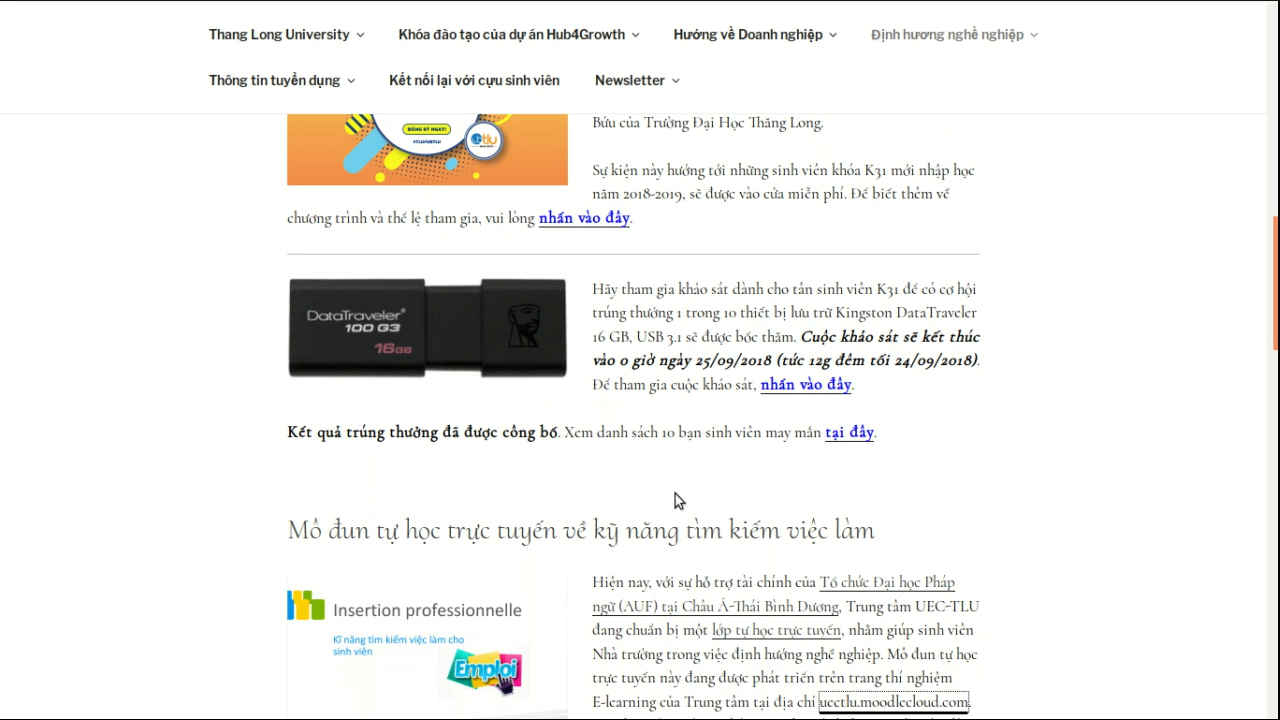 Thang Long University
Khóa đào tạo của dự án Hub4Growth
Hướng về Doanh nghiệp
Định hương nghề nghiệp
Thông tin tuyển dụng
Kết nối lại với cựu sinh viên
Newsletter
ĐĂNG KÝ NGAY!
tlu
Bửu của Trường Đại Học Thăng Long.
Sự kiện này hướng tới những sinh viên khóa K31 mới nhập học
năm 2018-2019, sẽ được vào cửa miễn phí. Để biết thêm về
chương trình và thể lệ tham gia, vui lòng nhấn vào đây.
DataTraveler®
100 G3
16GB
Hãy tham gia khảo sát dành cho tân sinh viên K31 để có cơ hội
trúng thưởng 1 trong 10 thiết bị lưu trữ Kingston DataTraveler
16 GB, USB 3.1 sẽ được bốc thăm. Cuộc khảo sát sẽ kết thúc
vào 0 giờ ngày 25/09/2018 (tức 12g đêm tối 24/09/2018).
Để tham gia cuộc khảo sát, nhấn vào đây.
Kết quả trúng thưởng đã được công bố. Xem danh sách 10 bạn sinh viên may mắn tại đây.
Mô đun tự học trực tuyến về kỹ năng tìm kiếm việc làm
Insertion professionnelle
Kĩ năng tìm kiếm việc làm cho
sinh viên
Emploi
Hiện nay, với sự hỗ trợ tài chính của Tổ chức Đại học Pháp
ngữ (AUF) tại Châu Á-Thái Bình Dương, Trung tâm UEC-TLU
đang chuẩn bị một lớp tự học trực tuyến, nhằm giúp sinh viên
Nhà trường trong việc định hướng nghề nghiệp. Mô đun tự học
trực tuyến này đang được phát triển trên trang thí nghiệm
E-learning của Trung tâm tại địa chỉ uectlu.moodlecloud.com.